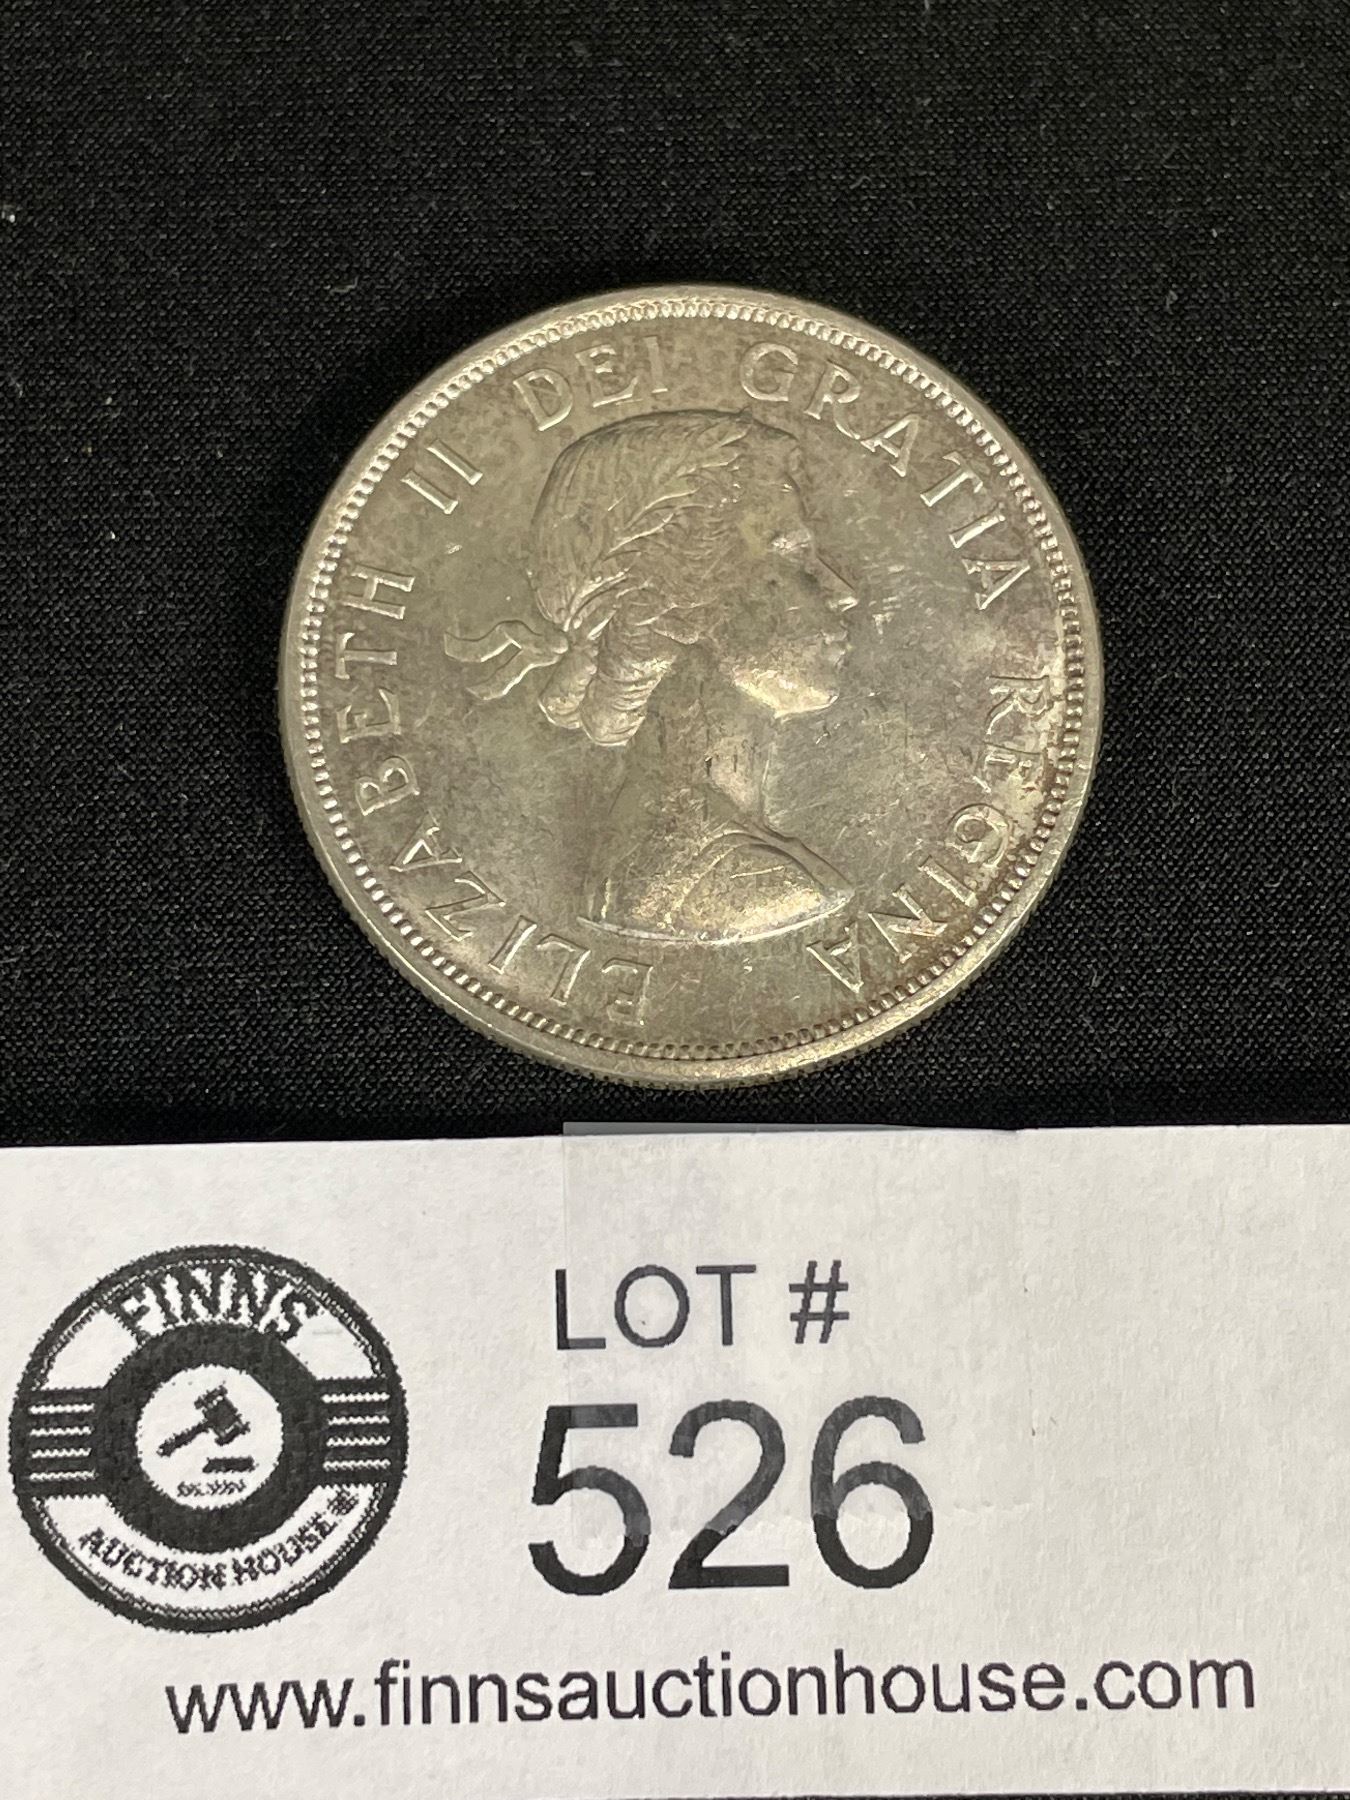 ELIZABETH II DEI GRATIA REGINA
FINNS
AUCTION HOUSE
LOT #
526
www.finnsauctionhouse.com